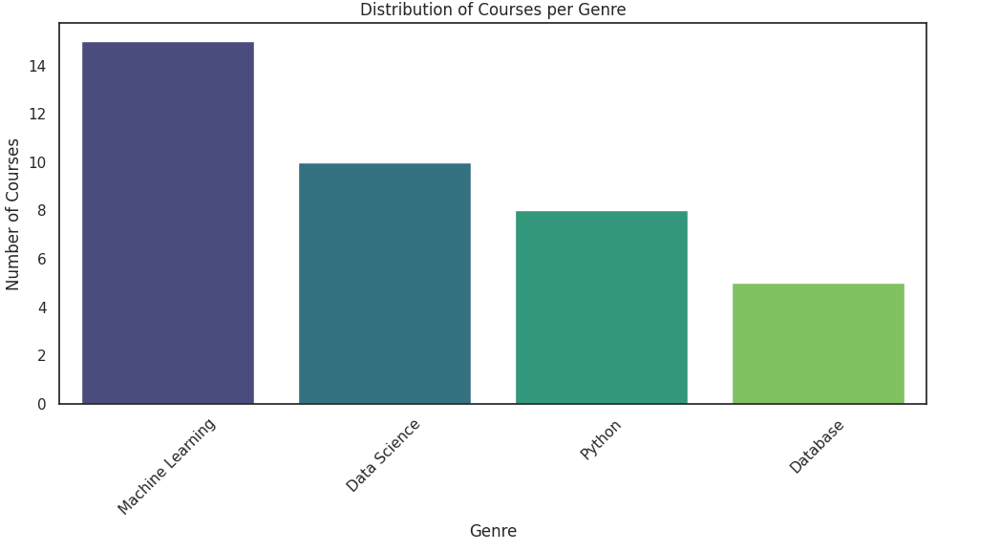 Distribution of Courses per Genre
Number of Courses
14
12
10
8
6
4
2
0
Machine Learning
Data Science
Python
Database
Genre